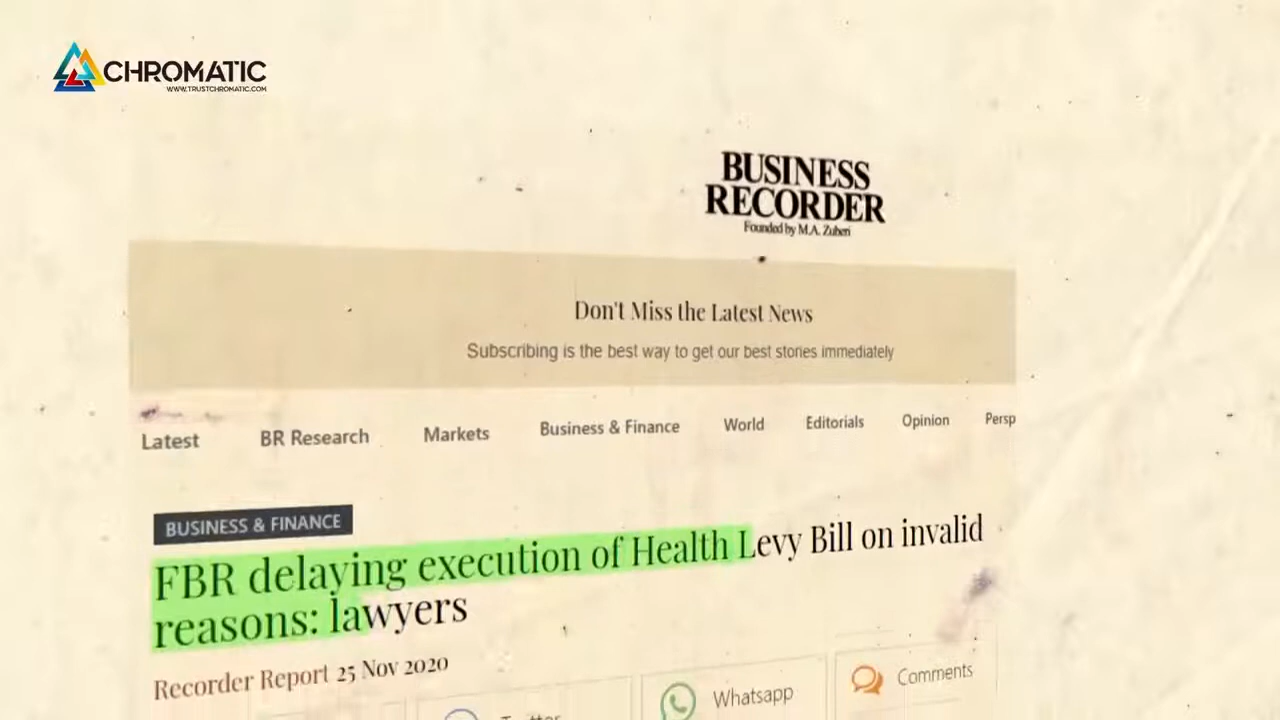 CHROMATIC
WWW.TRUSTCHROMATIC.COM
BUSINESS
RECORDER
Founded by M.A. Zuberi
Don't Miss the Latest News
Subscribing is the best way to get our best stories immediately
Latest BR Research Markets Business & Finance World Editorials Opinion Persp
BUSINESS & FINANCE
FBR delaying execution of Health Levy Bill on invalid
reasons: lawyers
Recorder Report 25 Nov 2020
Whatsapp Comments